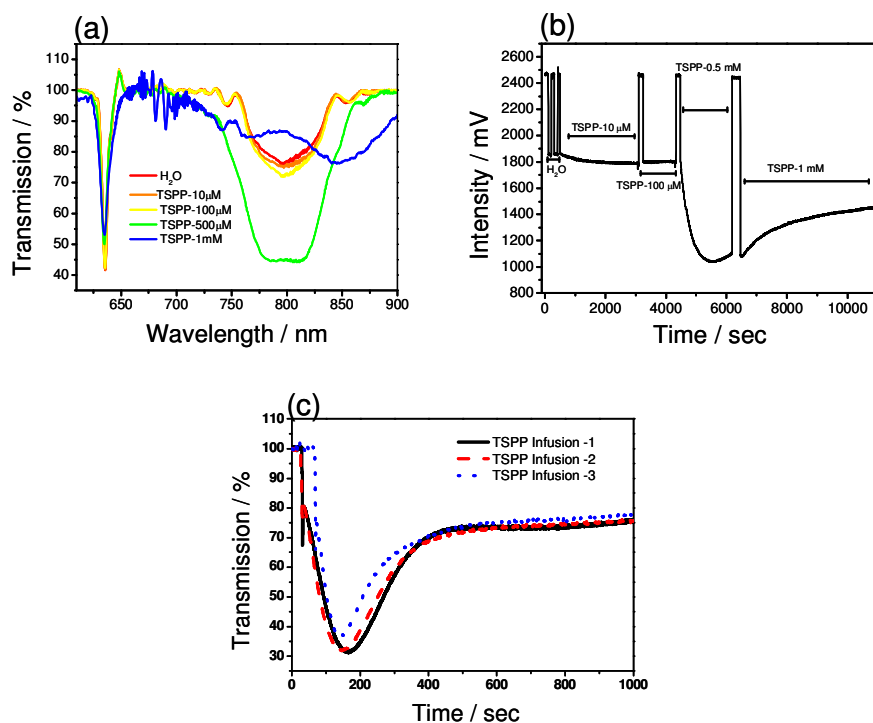 (a)
110
100
90
80
70
60
50
40
Transmission / %
H2O
TSPP-10µM
TSPP-100µM
TSPP-500µM
TSPP-1mM
650 700 750 800 850 900
Wavelength / nm
(b)
2600
2400
2200
2000
1800
1600
1400
1200
1000
800
Intensity / mV
TSPP-0.5 mM
TSPP-10 µM
H2O
TSPP-100 µM
TSPP-1 mM
0 2000 4000 6000 8000 10000
Time / sec
(c)
110
100
90
80
70
60
50
40
30
Transmission / %
TSPP Infusion -1
TSPP Infusion -2
TSPP Infusion -3
0 200 400 600 800 1000
Time / sec